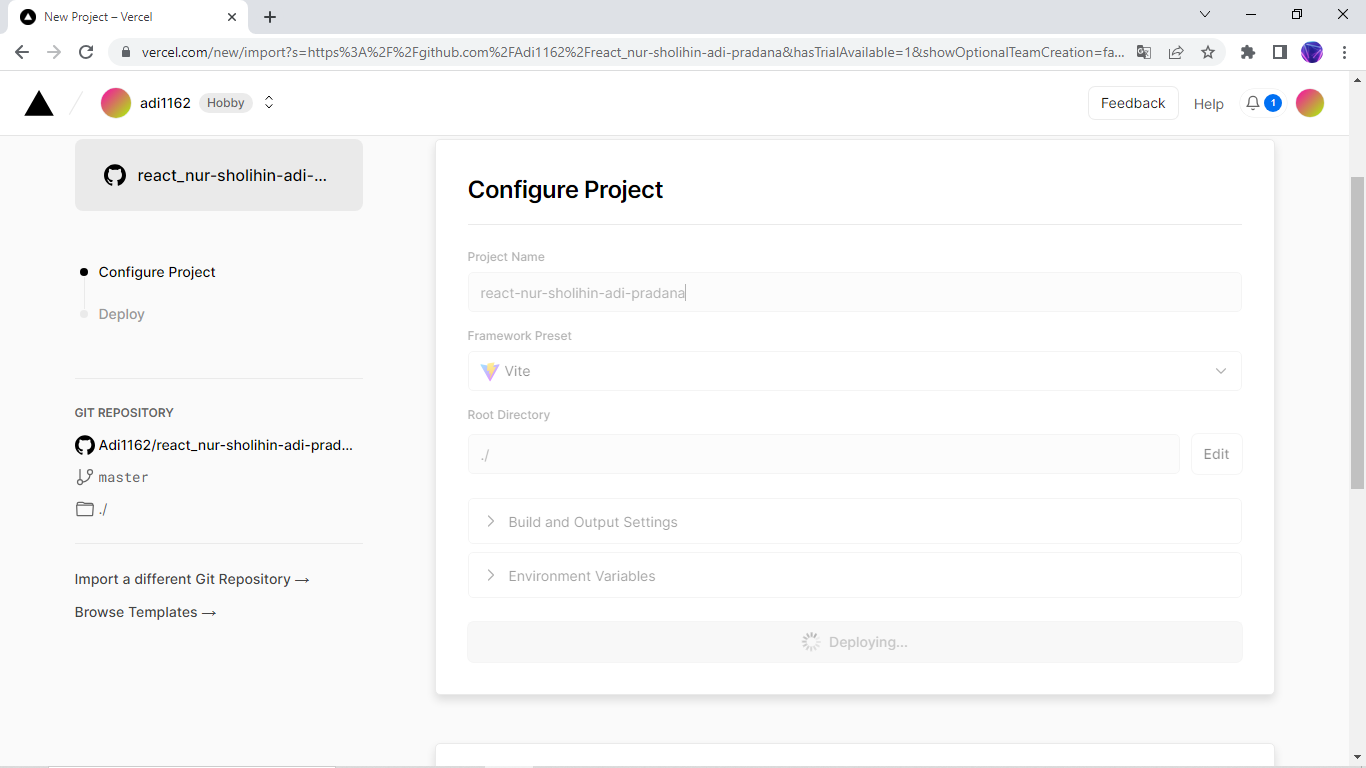 New Project – Vercel
vercel.com/new/import?s=https%3A%2F%2Fgithub.com%2FAdi1162%2Freact_nur-sholihin-adi-pradana&hasTrialAvailable=1&showOptionalTeamCreation=fa...
adi1162 Hobby
Feedback Help 1
react_nur-sholihin-adi-...
Configure Project
Deploy
GIT REPOSITORY
Adi1162/react_nur-sholihin-adi-prad...
master
./
Import a different Git Repository →
Browse Templates →
Configure Project
Project Name
react-nur-sholihin-adi-pradana
Framework Preset
Vite
Root Directory
./
Edit
Build and Output Settings
Environment Variables
Deploying...